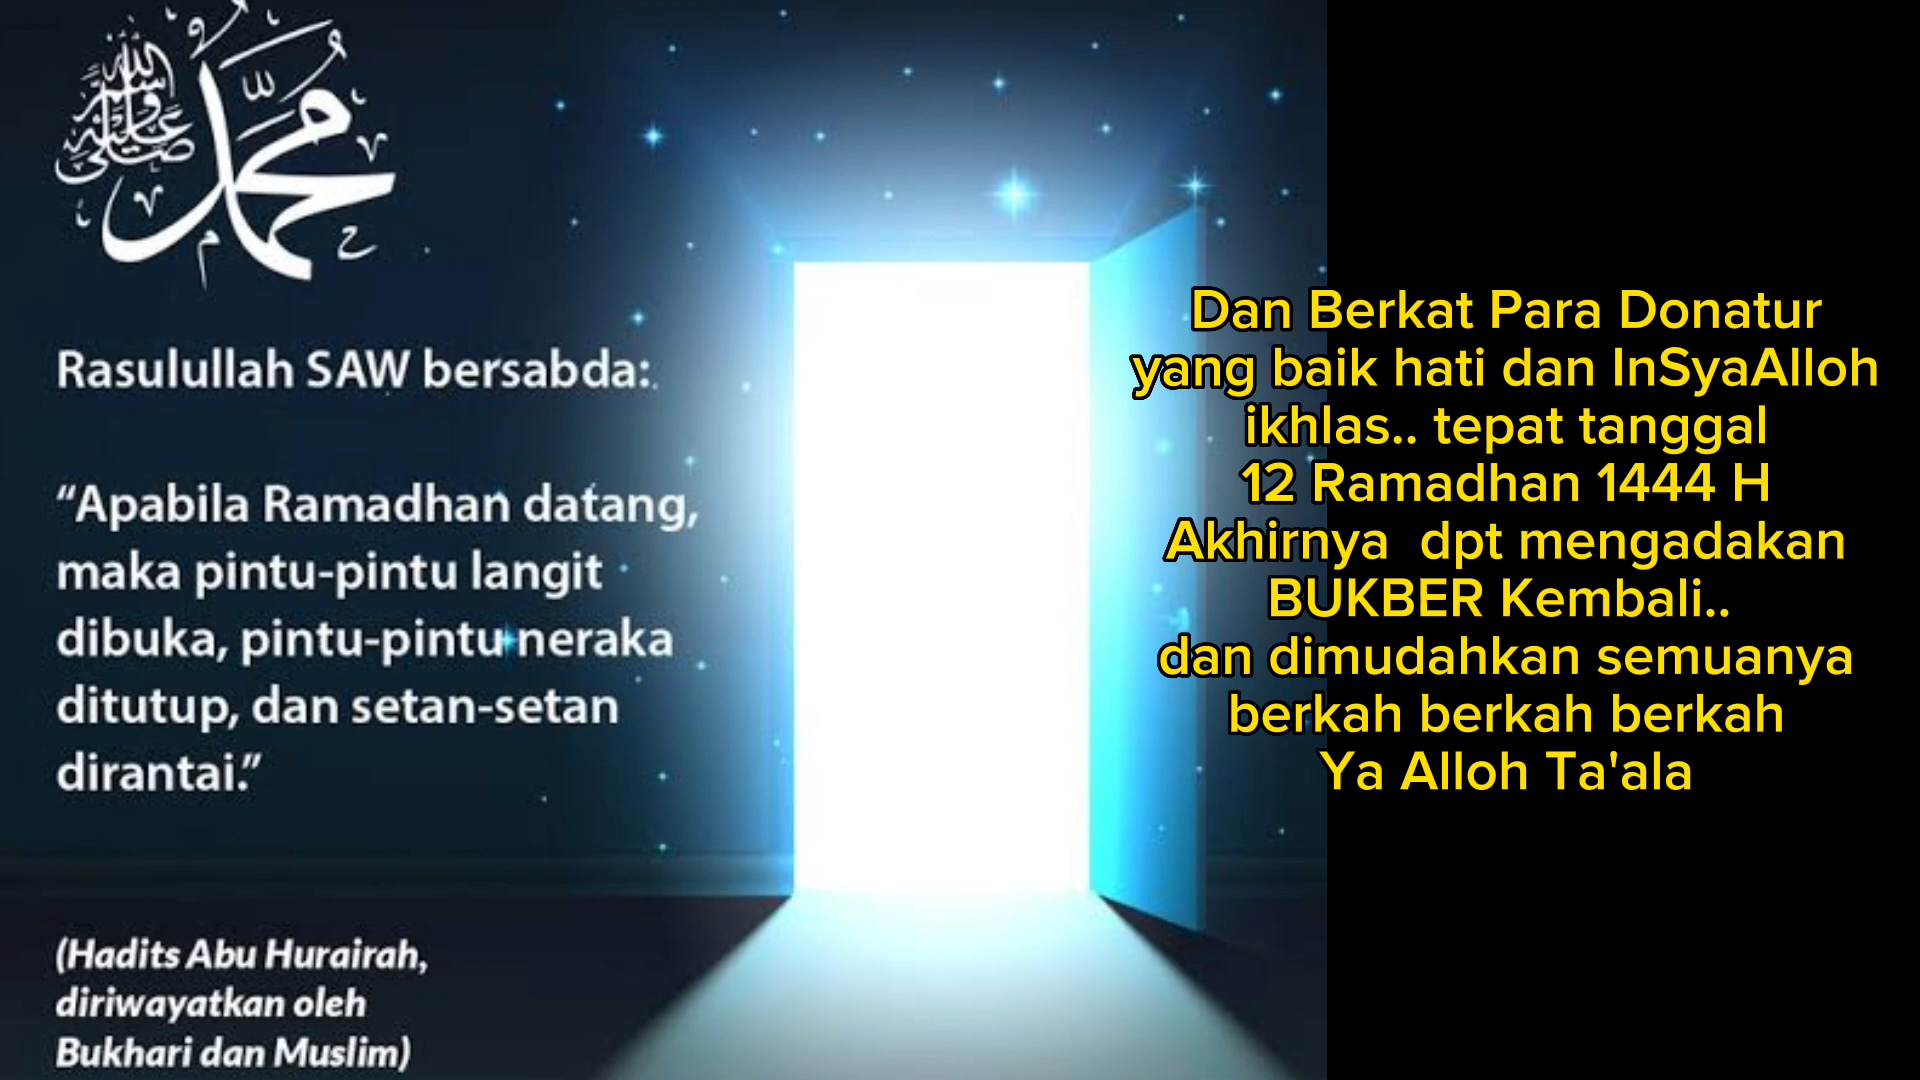 محمد
صلى الله عليه وسلم
Rasulullah SAW bersabda:
“Apabila Ramadhan datang,
maka pintu-pintu langit
dibuka, pintu-pintu neraka
ditutup, dan setan-setan
dirantai.”
(Hadits Abu Hurairah,
diriwayatkan oleh
Bukhari dan Muslim)
Dan Berkat Para Donatur
yang baik hati dan InSyaAlloh
ikhlas.. tepat tanggal
12 Ramadhan 1444 H
Akhirnya dpt mengadakan
BUKBER Kembali..
dan dimudahkan semuanya
berkah berkah berkah
Ya Alloh Ta'ala